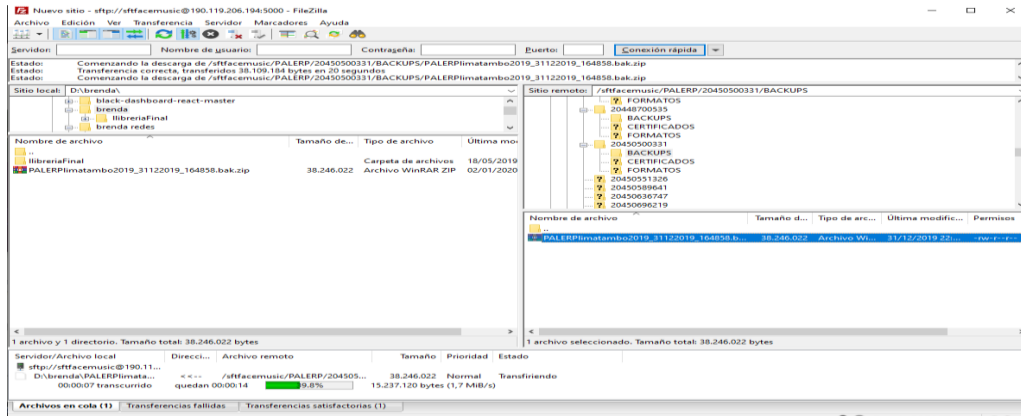 Nuevo sitio - sftp://sftfacemusic@190.119.206.194:5000 - FileZilla
Archivo Edición Ver Transferencia Servidor Marcadores Ayuda
Servidor: Nombre de usuario: Contraseña: Puerto: Conexión rápida
Estado: Comenzando la descarga de /sftfacemusic/PALERP/20450500331/BACKUPS/PALERPlimatambo2019_31122019_164858.bak.zip
Estado: Transferencia correcta, transferidos 38.109.184 bytes en 20 segundos
Estado: Comenzando la descarga de /sftfacemusic/PALERP/20450500331/BACKUPS/PALERPlimatambo2019_31122019_164858.bak.zip
Sitio local: D:\brenda\
black-dashboard-react-master
brenda
llibreriaFinal
brenda redes
Nombre de archivo Tamaño de... Tipo de archivo Última mo
..
llibreriaFinal Carpeta de archivos 18/05/2019
PALERPlimatambo2019_31122019_164858.bak.zip 38.246.022 Archivo WinRAR ZIP 02/01/2020
1 archivo y 1 directorio. Tamaño total: 38.246.022 bytes
Sitio remoto: /sftfacemusic/PALERP/20450500331/BACKUPS
FORMATOS
20448700535
BACKUPS
CERTIFICADOS
FORMATOS
20450500331
BACKUPS
CERTIFICADOS
FORMATOS
20450551326
20450589641
20450636747
20450696219
Nombre de archivo Tamaño d... Tipo de arc... Última modific... Permisos
..
PALERPlimatambo2019_31122019_164858.b... 38.246.022 Archivo Wi... 31/12/2019 22:... -rw-r--r--
1 archivo seleccionado. Tamaño total: 38.246.022 bytes
Servidor/Archivo local Direcci... Archivo remoto Tamaño Prioridad Estado
sftp://sftfacemusic@190.11...
D:\brenda\PALERPlimata... <<-- /sftfacemusic/PALERP/204505... 38.246.022 Normal Transfiriendo
00:00:07 transcurrido quedan 00:00:14 15.237.120 bytes (1,7 MiB/s)
Archivos en cola (1) Transferencias fallidas Transferencias satisfactorias (1)